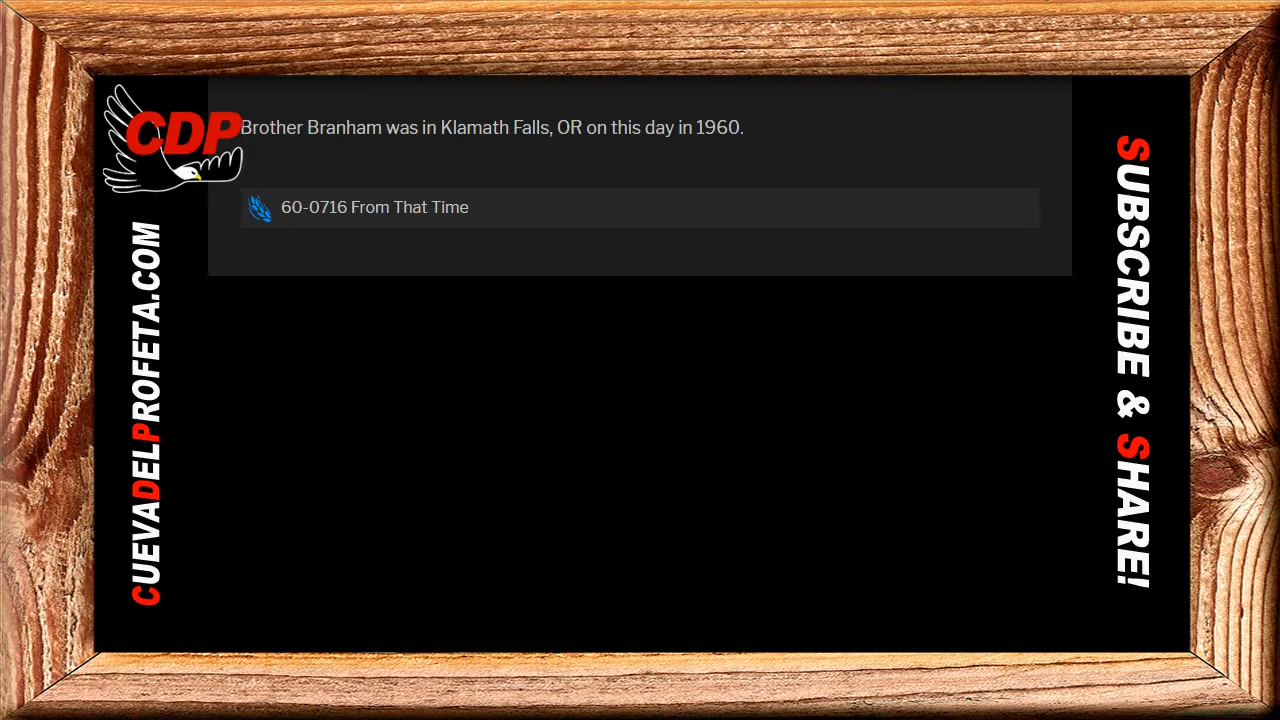 CDP
Brother Branham was in Klamath Falls, OR on this day in 1960.
60-0716 From That Time
CUEVADELPROFETA.COM
SUBSCRIBE & SHARE!